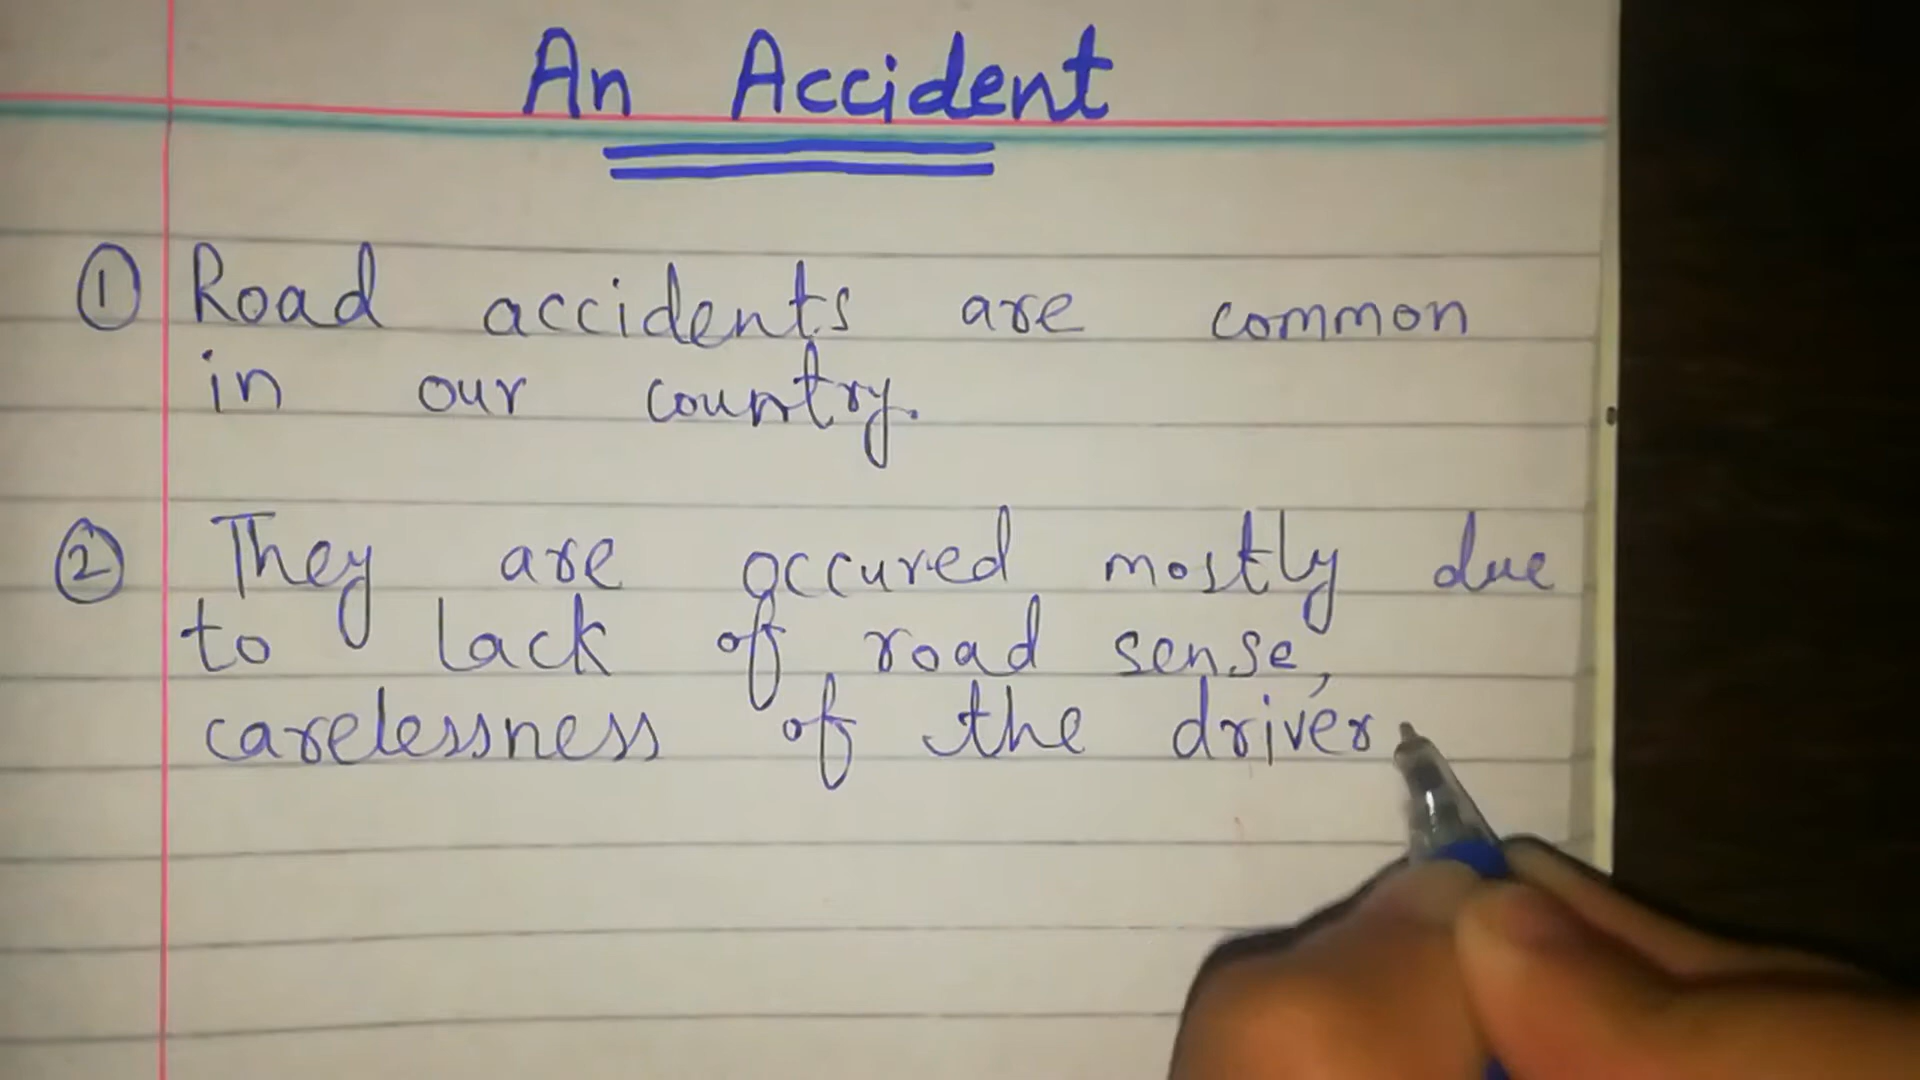 An Accident
① Road accidents are common
in our country.
② They are occured mostly due
to lack of road sense,
carelessness of the driver